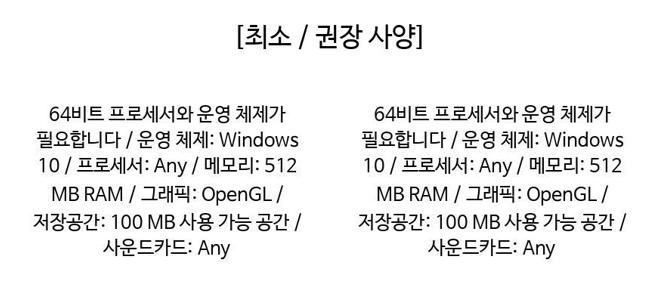 [최소 / 권장 사양]
64비트 프로세서와 운영 체제가
필요합니다 / 운영 체제: Windows
10 / 프로세서: Any / 메모리: 512
MB RAM / 그래픽: OpenGL /
저장공간: 100 MB 사용 가능 공간 /
사운드카드: Any
64비트 프로세서와 운영 체제가
필요합니다 / 운영 체제: Windows
10 / 프로세서: Any / 메모리: 512
MB RAM / 그래픽: OpenGL /
저장공간: 100 MB 사용 가능 공간 /
사운드카드: Any